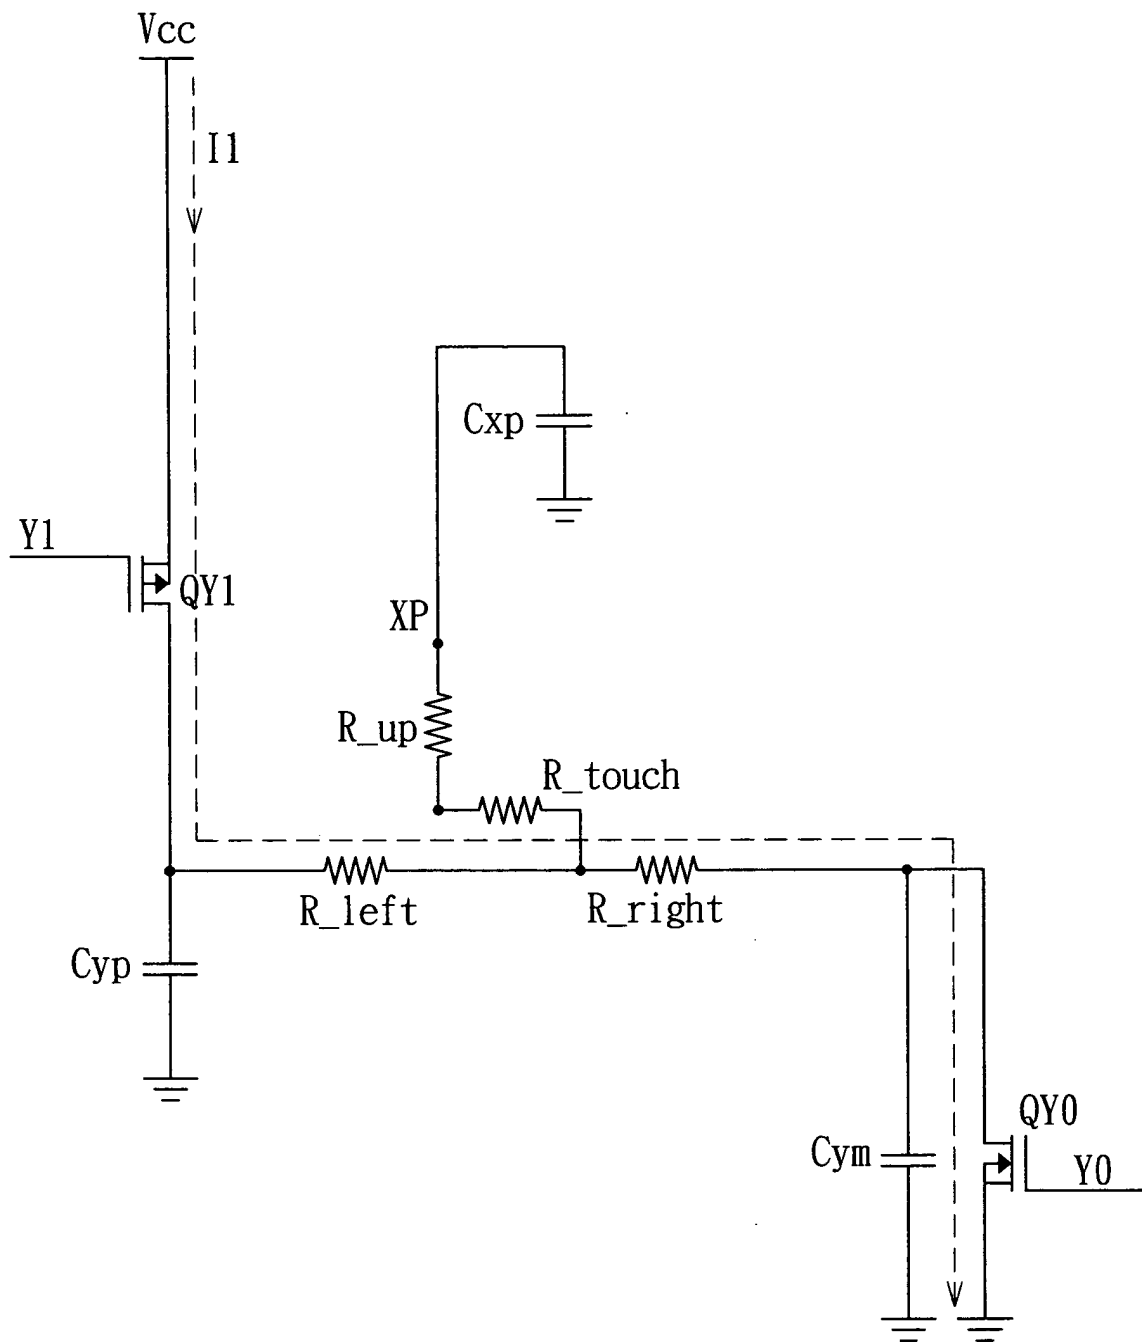 Vcc
I1
Cxp
Y1
QY1
XP
R_up
R_touch
R_left
R_right
Cyp
QY0
Cym
Y0